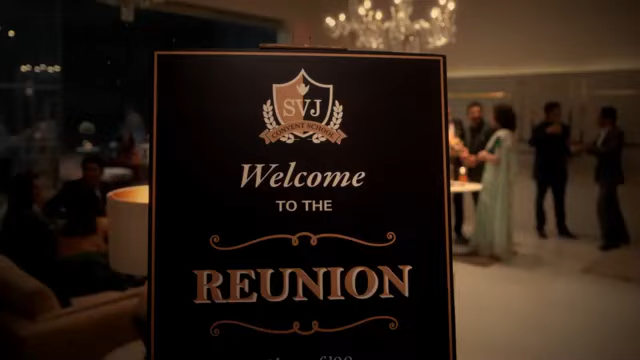 SVJ
CONVENT SCHOOL
Welcome
TO THE
REUNION